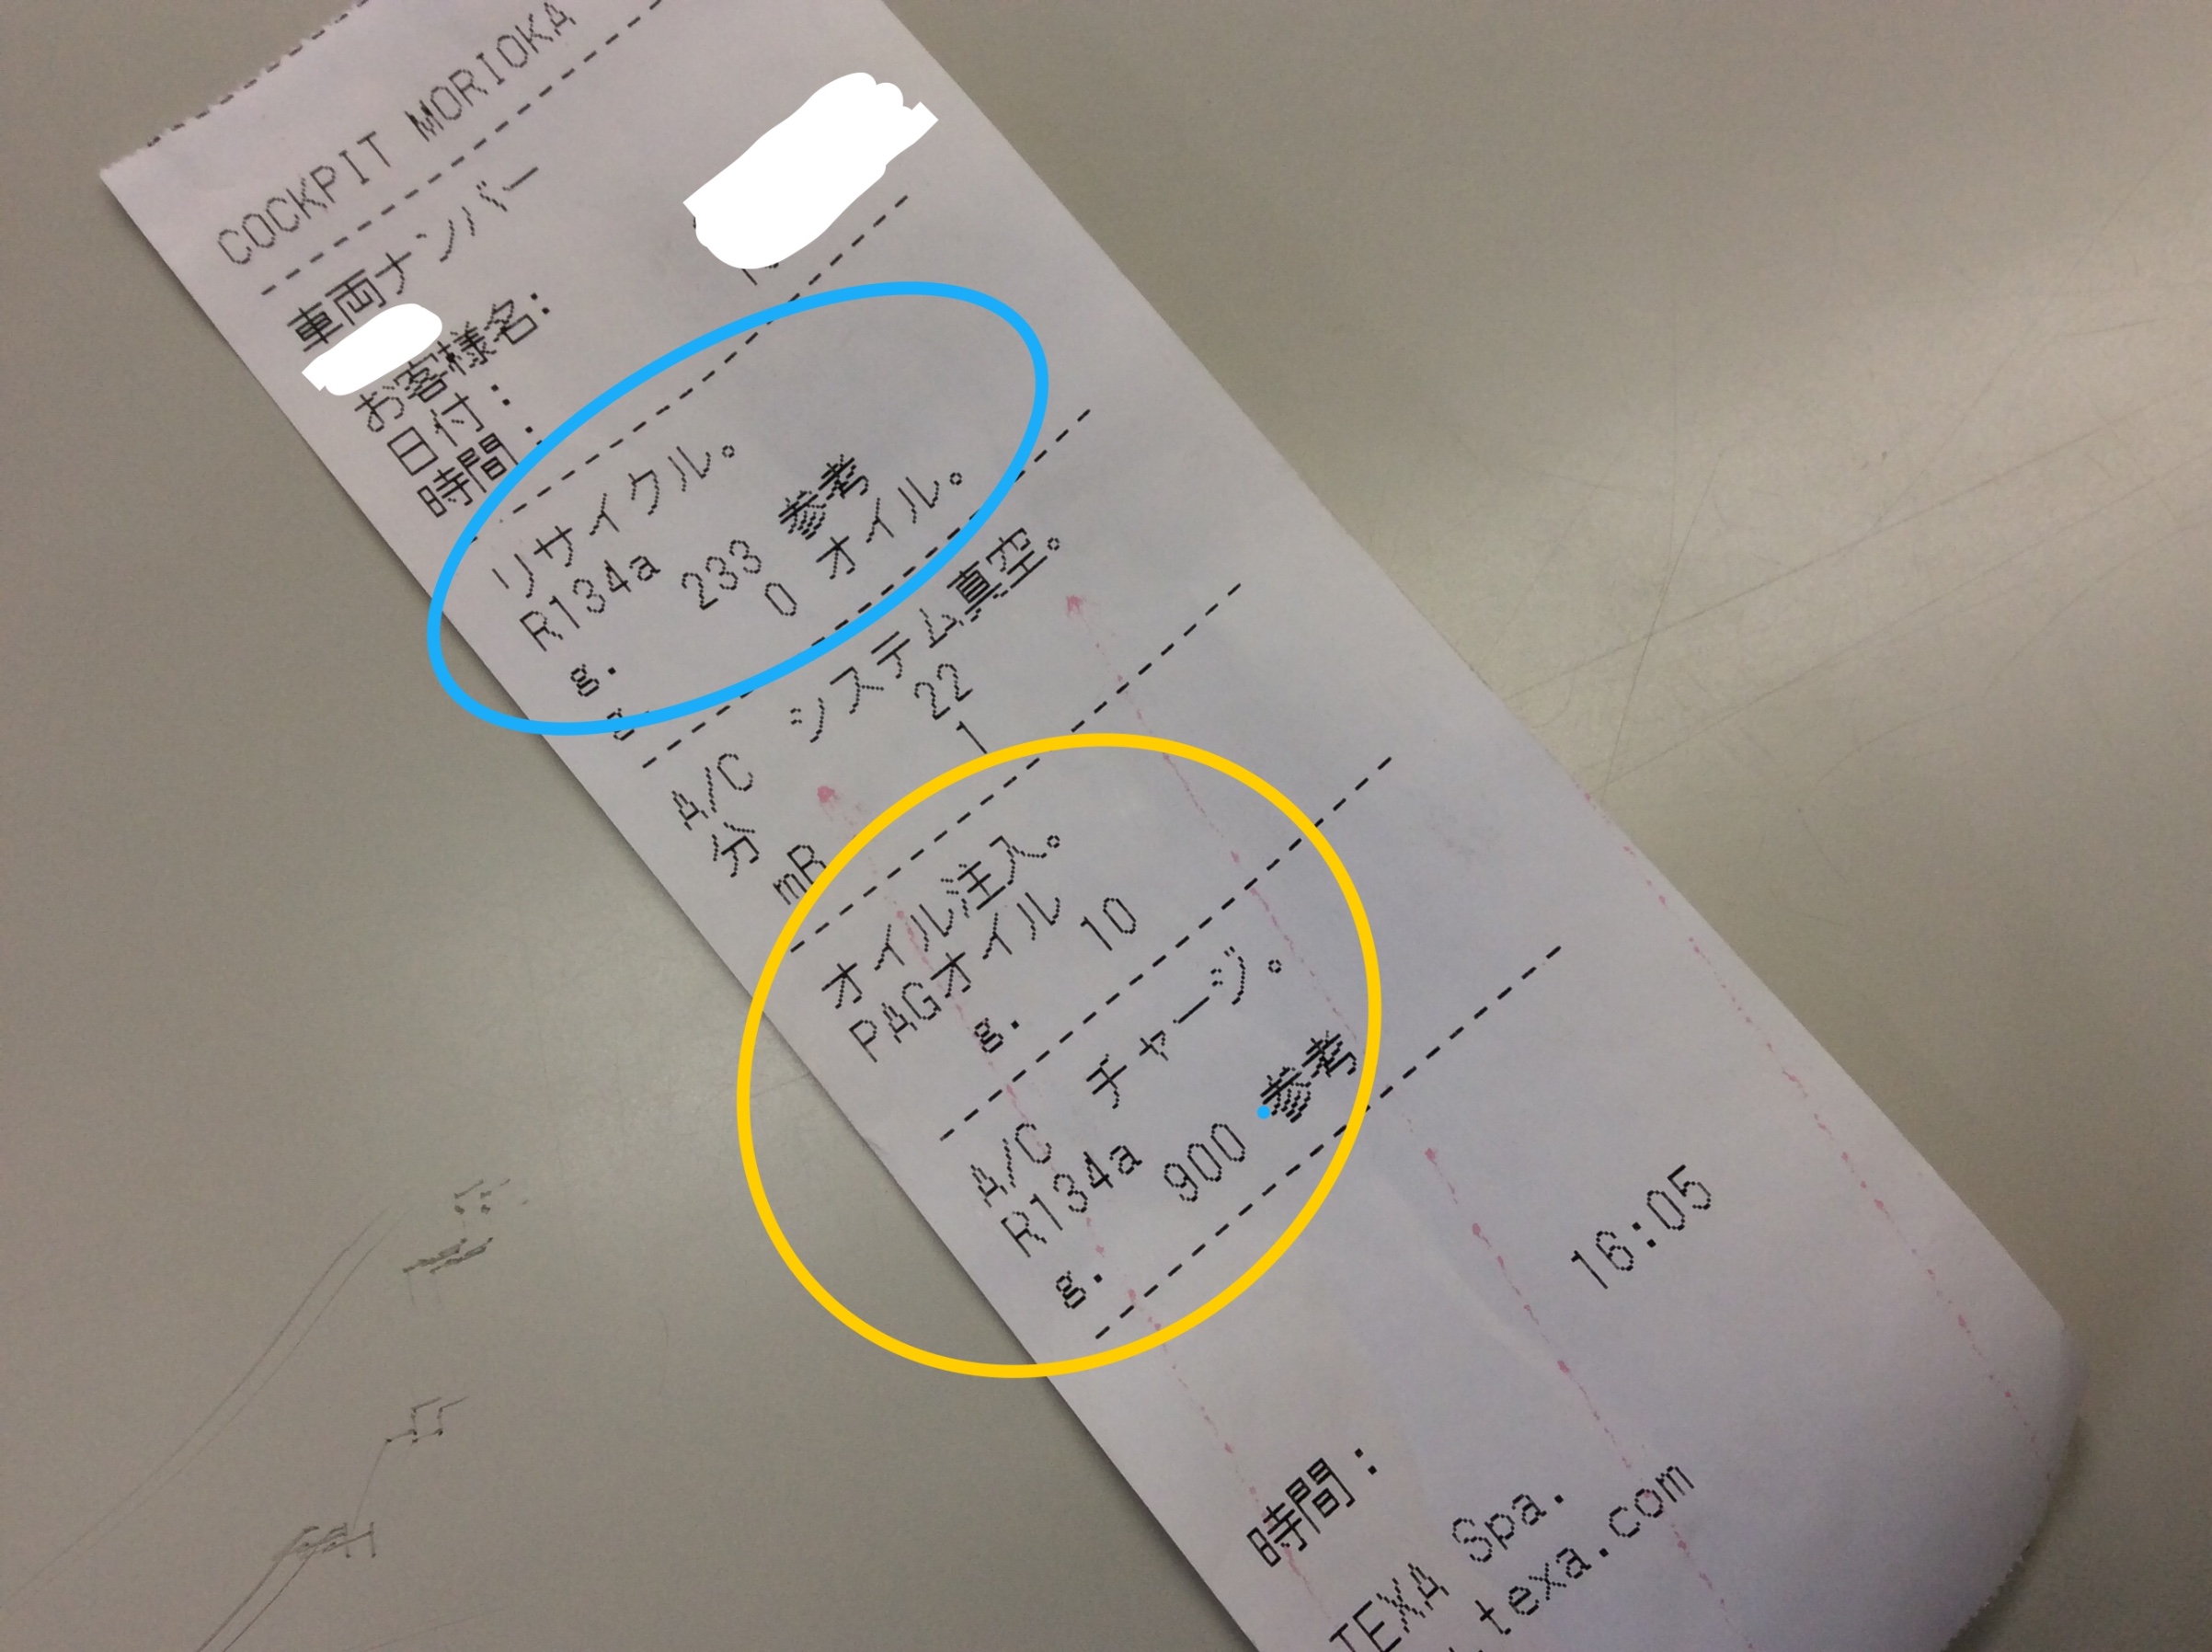 COCKPIT MORIOKA
車両ナンバー
お客様名:
日付:
時間:
リサイクル。
R134a 233 参考
g. 0 オイル。
g.
A/C システム真空。
分 22
mB 1
オイル注入。
PAGオイル 10
g.
A/C チャージ。
R134a 900 参考
g.
時間: 16:05
TEXA Spa.
.texa.com